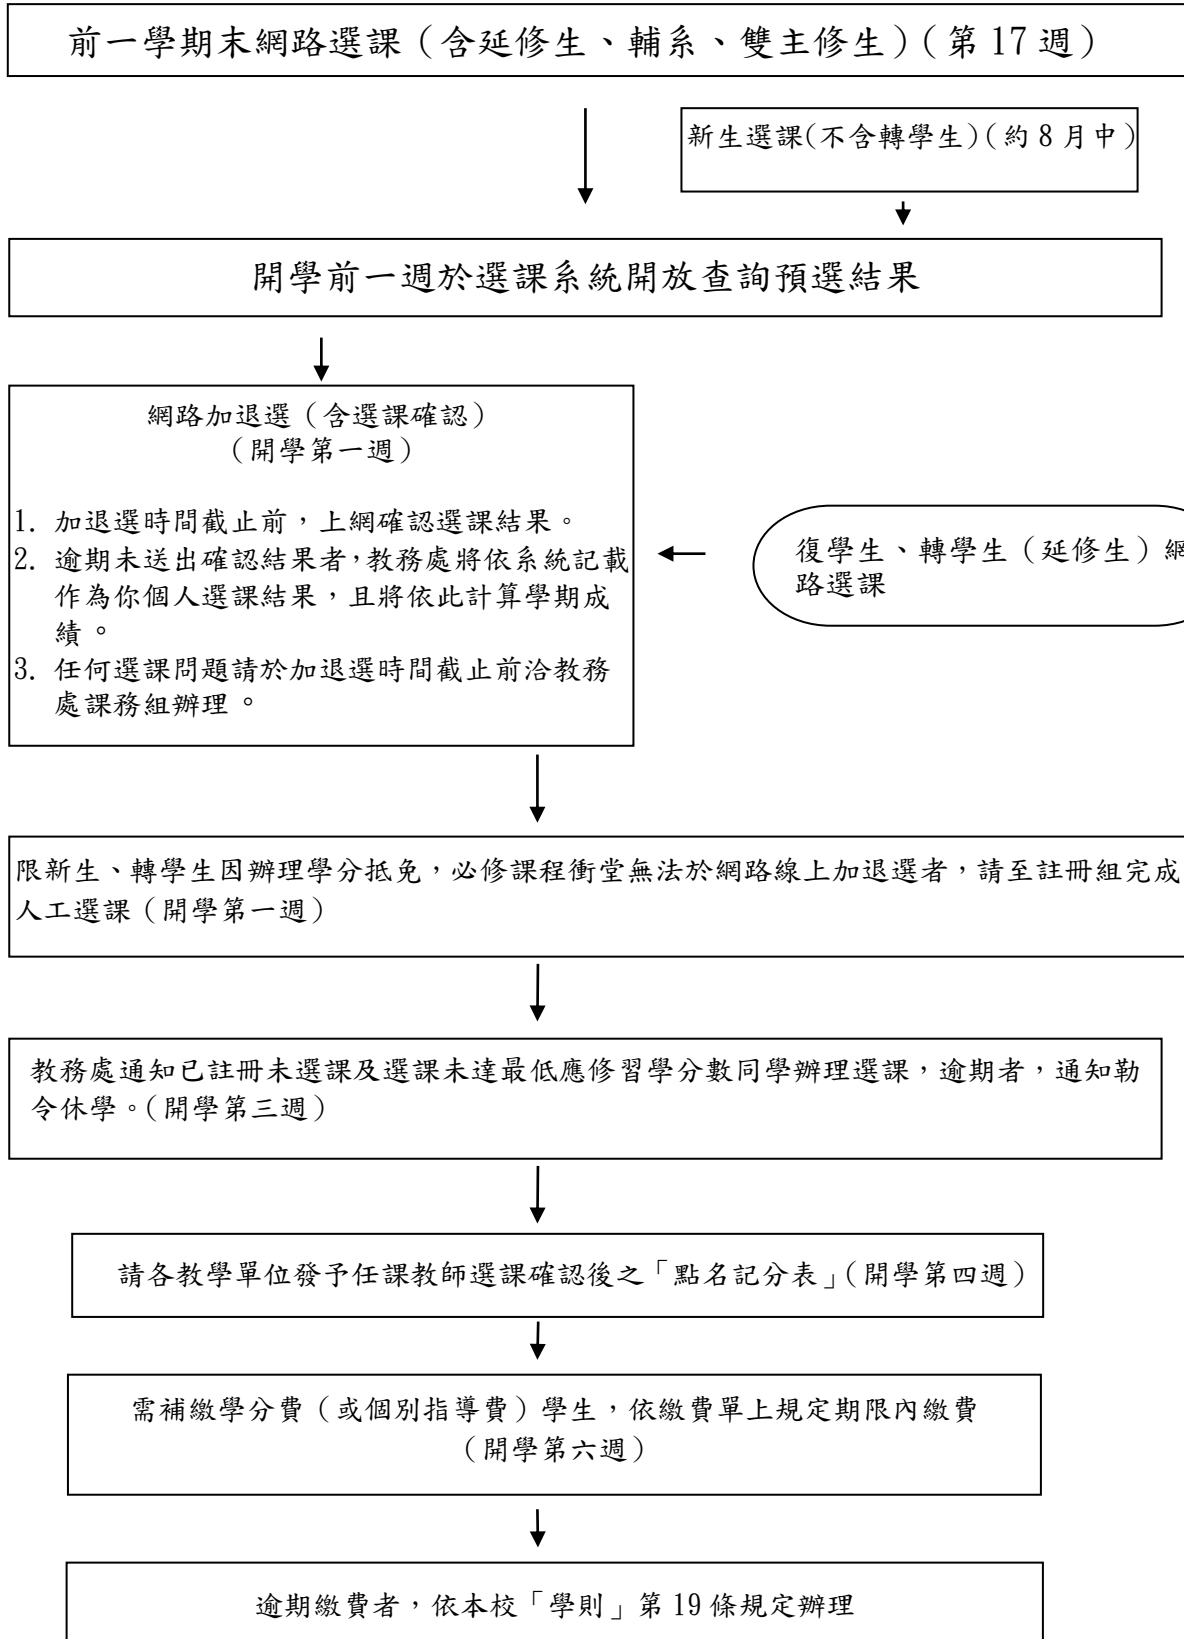 前一學期末網路選課（含延修生、輔系、雙主修生）（第 17 週）
新生選課(不含轉學生)(約 8 月中)
開學前一週於選課系統開放查詢預選結果
網路加退選（含選課確認）
（開學第一週）
1. 加退選時間截止前，上網確認選課結果。
2. 逾期未送出確認結果者，教務處將依系統記載
作為你個人選課結果，且將依此計算學期成
績。
3. 任何選課問題請於加退選時間截止前洽教務
處課務組辦理。
復學生、轉學生（延修生）網
路選課
限新生、轉學生因辦理學分抵免，必修課程衝堂無法於網路線上加退選者，請至註冊組完成
人工選課（開學第一週）
教務處通知已註冊未選課及選課未達最低應修習學分數同學辦理選課，逾期者，通知勒
令休學。（開學第三週）
請各教學單位發予任課教師選課確認後之「點名記分表」（開學第四週）
需補繳學分費（或個別指導費）學生，依繳費單上規定期限內繳費
（開學第六週）
逾期繳費者，依本校「學則」第 19 條規定辦理